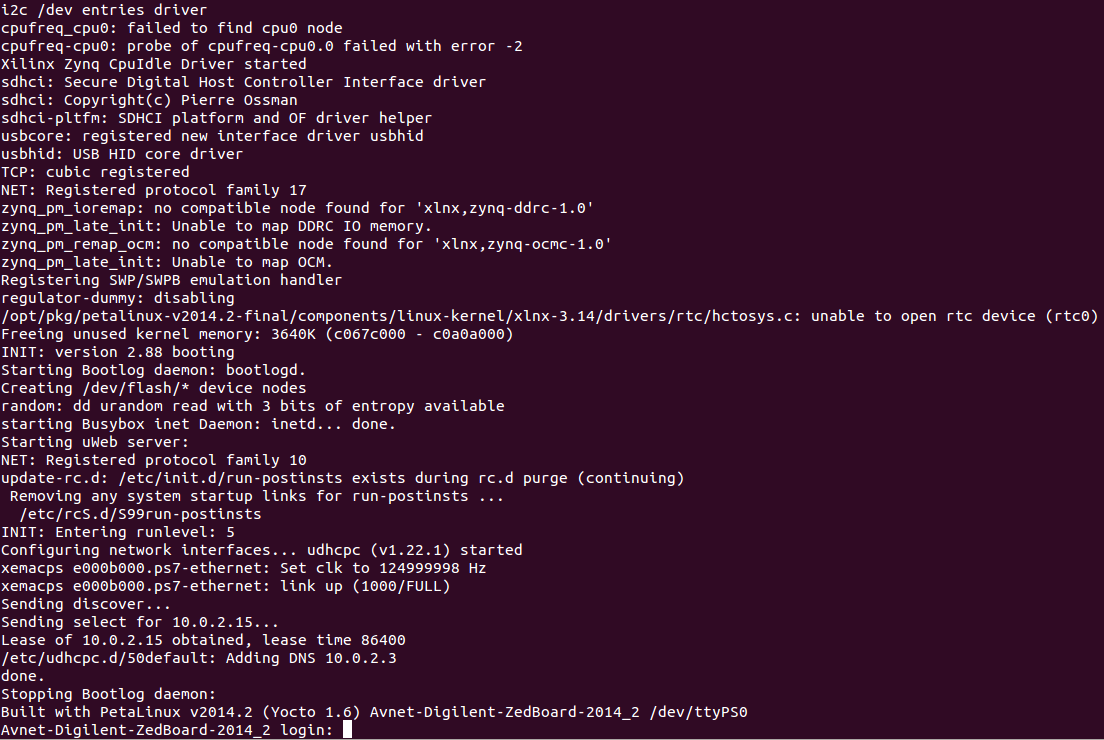 i2c /dev entries driver
cpufreq_cpu0: failed to find cpu0 node
cpufreq-cpu0: probe of cpufreq-cpu0.0 failed with error -2
Xilinx Zynq CpuIdle Driver started
sdhci: Secure Digital Host Controller Interface driver
sdhci: Copyright(c) Pierre Ossman
sdhci-pltfm: SDHCI platform and OF driver helper
usbcore: registered new interface driver usbhid
usbhid: USB HID core driver
TCP: cubic registered
NET: Registered protocol family 17
zynq_pm_ioremap: no compatible node found for 'xlnx,zynq-ddrc-1.0'
zynq_pm_late_init: Unable to map DDRC IO memory.
zynq_pm_remap_ocm: no compatible node found for 'xlnx,zynq-ocmc-1.0'
zynq_pm_late_init: Unable to map OCM.
Registering SWP/SWPB emulation handler
regulator-dummy: disabling
/opt/pkg/petalinux-v2014.2-final/components/linux-kernel/xlnx-3.14/drivers/rtc/hctosys.c: unable to open rtc device (rtc0)
Freeing unused kernel memory: 3640K (c067c000 - c0a0a000)
INIT: version 2.88 booting
Starting Bootlog daemon: bootlogd.
Creating /dev/flash/* device nodes
random: dd urandom read with 3 bits of entropy available
starting Busybox inet Daemon: inetd... done.
Starting uWeb server:
NET: Registered protocol family 10
update-rc.d: /etc/init.d/run-postinsts exists during rc.d purge (continuing)
 Removing any system startup links for run-postinsts ...
  /etc/rcS.d/S99run-postinsts
INIT: Entering runlevel: 5
Configuring network interfaces... udhcpc (v1.22.1) started
xemacps e000b000.ps7-ethernet: Set clk to 124999998 Hz
xemacps e000b000.ps7-ethernet: link up (1000/FULL)
Sending discover...
Sending select for 10.0.2.15...
Lease of 10.0.2.15 obtained, lease time 86400
/etc/udhcpc.d/50default: Adding DNS 10.0.2.3
done.
Stopping Bootlog daemon:
Built with PetaLinux v2014.2 (Yocto 1.6) Avnet-Digilent-ZedBoard-2014_2 /dev/ttyPS0
Avnet-Digilent-ZedBoard-2014_2 login: